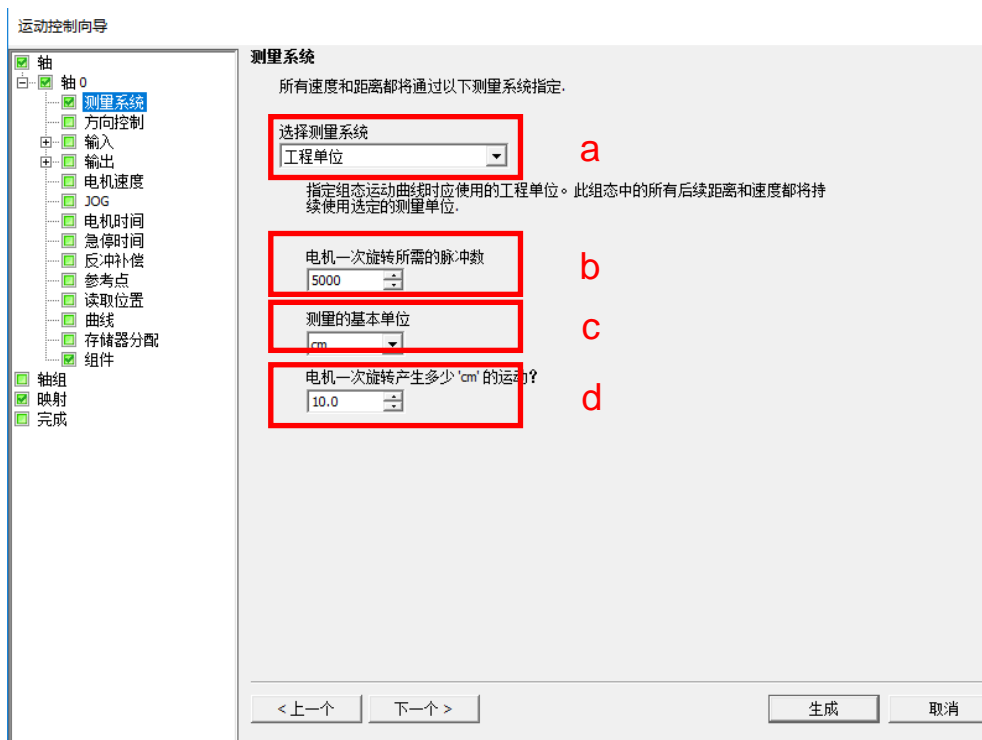 运动控制向导
轴
轴 0
测量系统
方向控制
输入
输出
电机速度
JOG
电机时间
急停时间
反冲补偿
参考点
读取位置
曲线
存储器分配
组件
轴组
映射
完成
测量系统
所有速度和距离都将通过以下测量系统指定.
选择测量系统
工程单位
a
指定组态运动曲线时应使用的工程单位。此组态中的所有后续距离和速度都将持
续使用选定的测量单位.
电机一次旋转所需的脉冲数
5000
b
测量的基本单位
cm
c
电机一次旋转产生多少 'cm' 的运动?
10.0
d
<上一个
下一个>
生成
取消